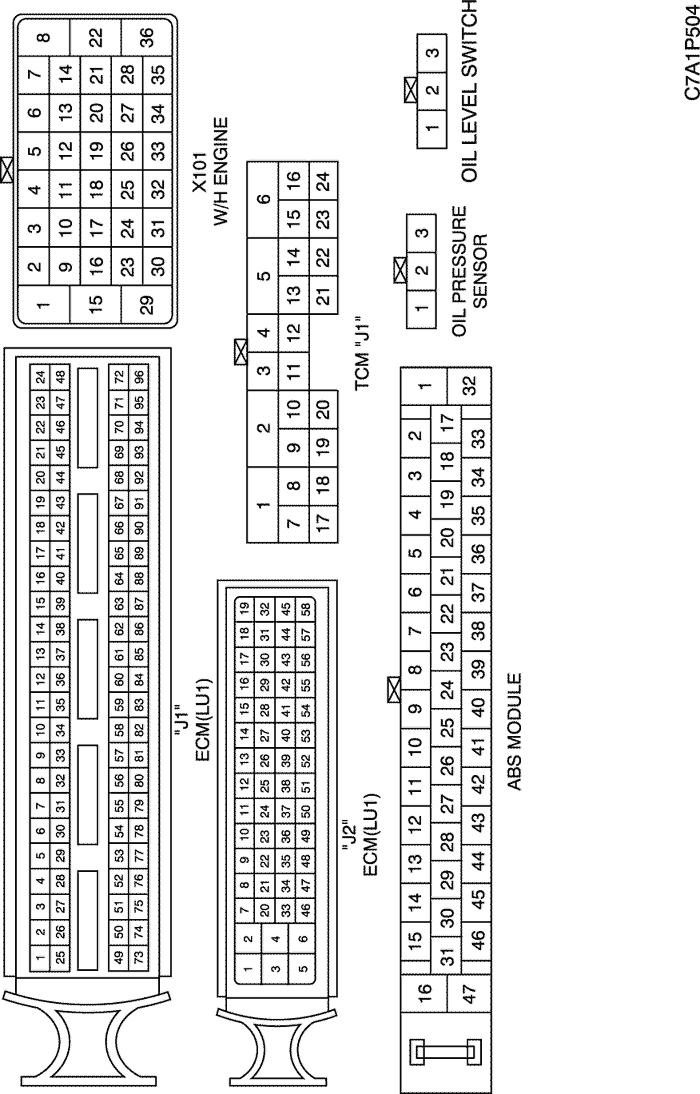 1 2 3 4 5 6 7 8 9 10 11 12 13 14 15 16 17 18 19 20 21 22 23 24
25 26 27 28 29 30 31 32 33 34 35 36 37 38 39 40 41 42 43 44 45 46 47 48
49 50 51 52 53 54 55 56 57 58 59 60 61 62 63 64 65 66 67 68 69 70 71 72
73 74 75 76 77 78 79 80 81 82 83 84 85 86 87 88 89 90 91 92 93 94 95 96
"J1"
ECM(LU1)
1 2 3 4 5 6 7 8
9 10 11 12 13 14
15 16 17 18 19 20 21 22
23 24 25 26 27 28
29 30 31 32 33 34 35 36
X101
W/H ENGINE
1 2 7 8 9 10 11 12 13 14 15 16 17 18 19
20 21 22 23 24 25 26 27 28 29 30 31 32
3 4
33 34 35 36 37 38 39 40 41 42 43 44 45
5 6 46 47 48 49 50 51 52 53 54 55 56 57 58
"J2"
ECM(LU1)
1 2 3 4 5 6
7 8 9 10 11 12 13 14 15 16
17 18 19 20 21 22 23 24
TCM "J1"
16 15 14 13 12 11 10 9 8 7 6 5 4 3 2 1
31 30 29 28 27 26 25 24 23 22 21 20 19 18 17
47 46 45 44 43 42 41 40 39 38 37 36 35 34 33 32
ABS MODULE
1 2 3
OIL PRESSURE
SENSOR
1 2 3
OIL LEVEL SWITCH
C7A1P504